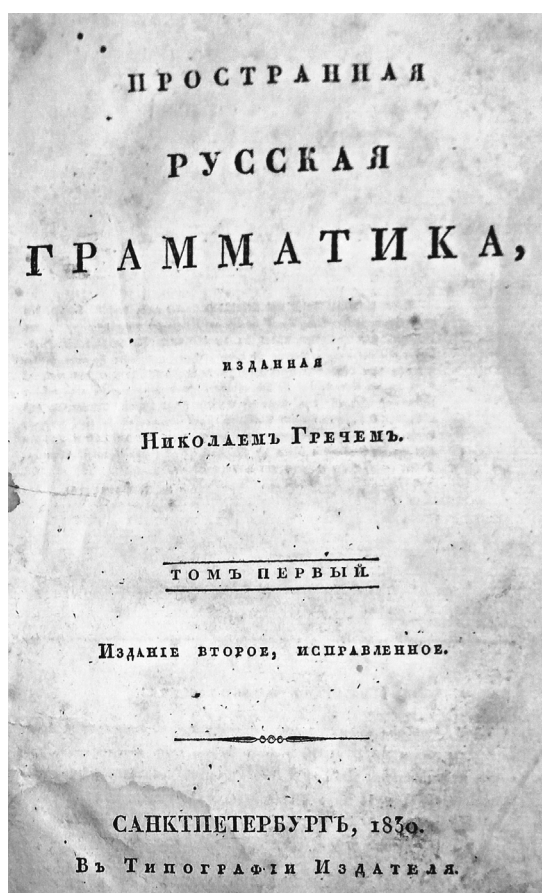 ПРОСТРАННАЯ
РУССКАЯ
ГРАММАТИКА,
ИЗДАННАЯ
НИКОЛАЕМЪ ГРЕЧЕМЪ.
ТОМЪ ПЕРВЫЙ.
ИЗДАНІЕ ВТОРОЕ, ИСПРАВЛЕННОЕ.
САНКТПЕТЕРБУРГЪ, 1830.
ВЪ ТИПОГРАФІИ ИЗДАТЕЛЯ.